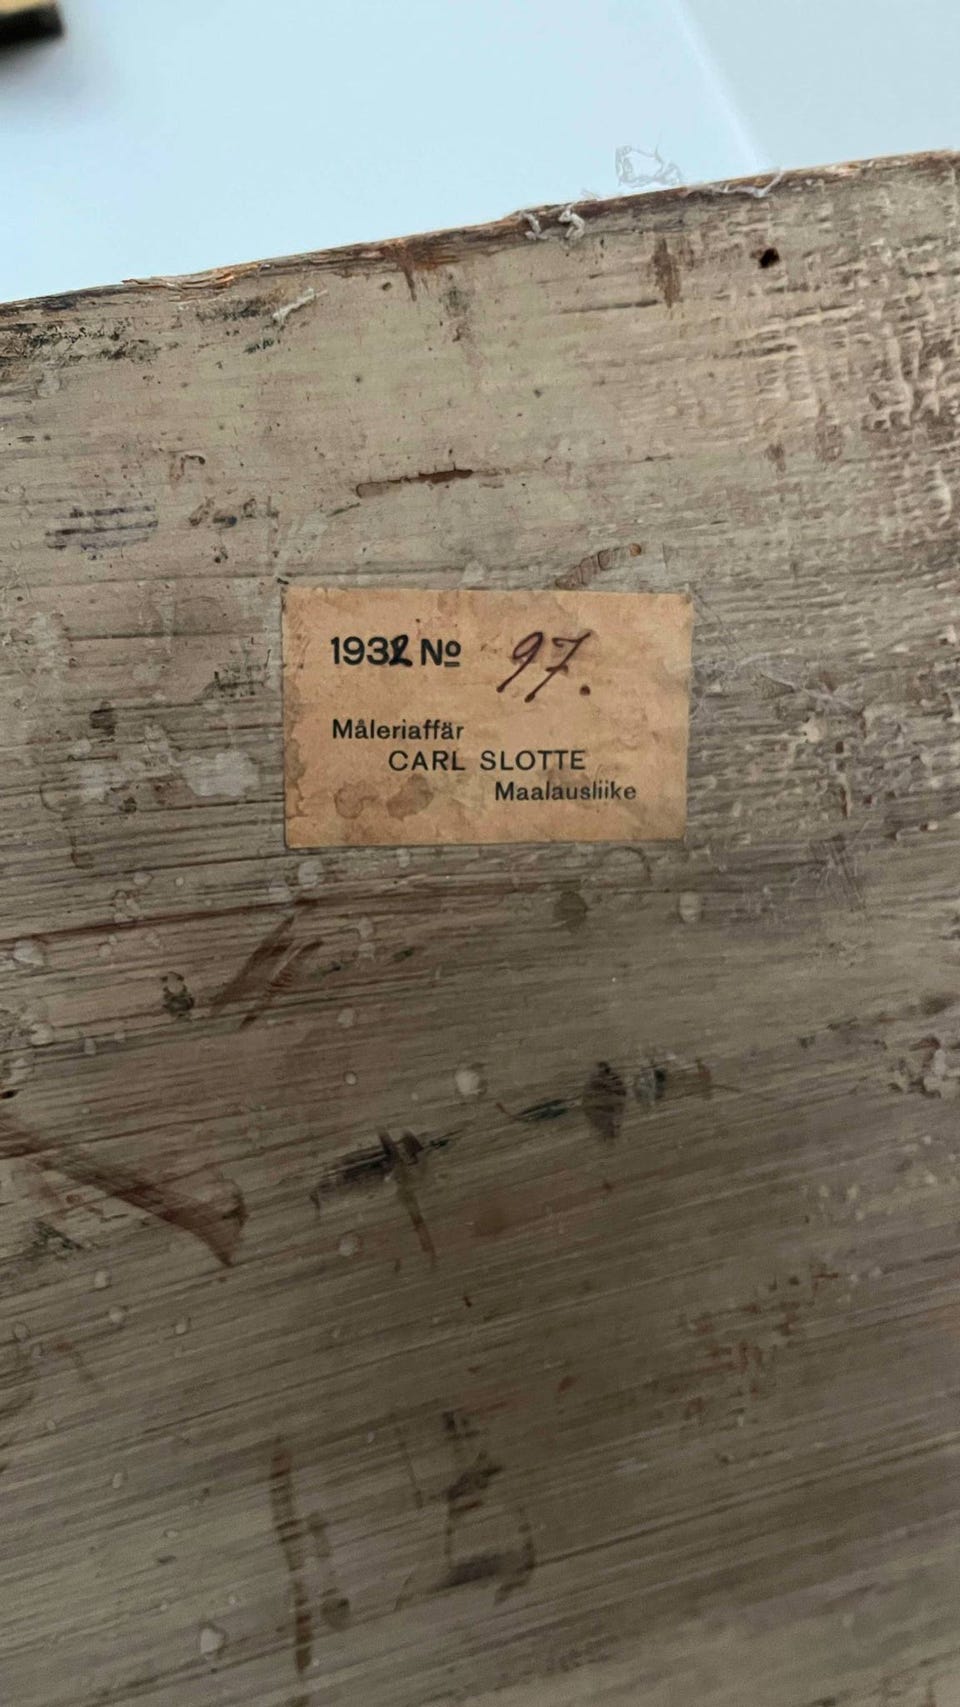 1932 Nº 97.
Måleriaffär
CARL SLOTTE
Maalausliike